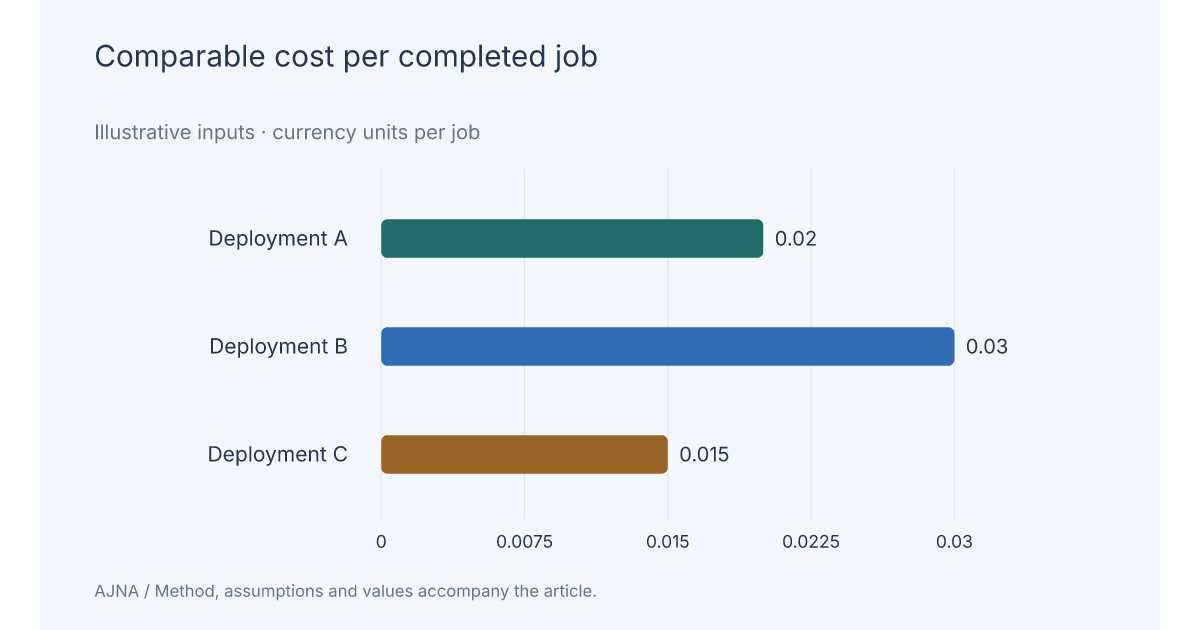 Comparable cost per completed job
Illustrative inputs · currency units per job
Deployment A 0.02
Deployment B 0.03
Deployment C 0.015
0 0.0075 0.015 0.0225 0.03
AJNA / Method, assumptions and values accompany the article.